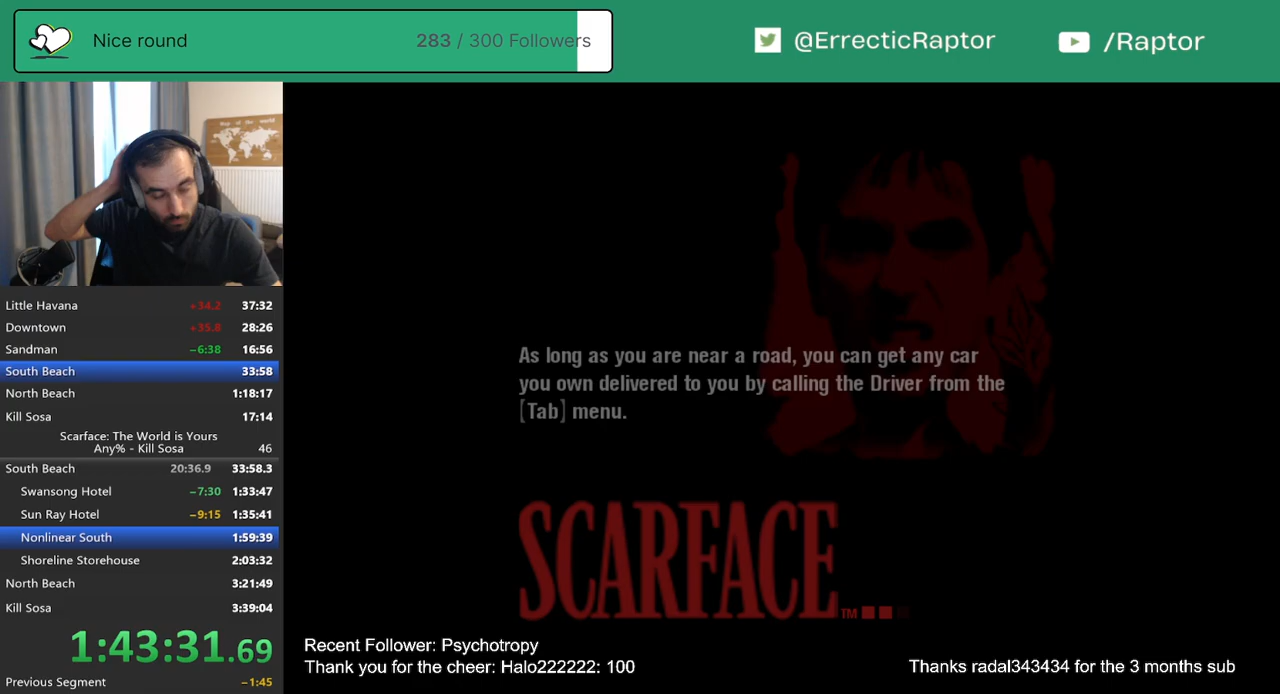 Nice round
283 / 300 Followers
@ErrecticRaptor
/Raptor
Map of the world
Little Havana +34.2 37:32
Downtown +35.8 28:26
Sandman −6:38 16:56
South Beach 33:58
North Beach 1:18:17
Kill Sosa 17:14
Scarface: The World is Yours
Any% - Kill Sosa 46
South Beach 20:36.9 33:58.3
Swansong Hotel −7:30 1:33:47
Sun Ray Hotel −9:15 1:35:41
Nonlinear South 1:59:39
Shoreline Storehouse 2:03:32
North Beach 3:21:49
Kill Sosa 3:39:04
1:43:31.69
Previous Segment −1:45
As long as you are near a road, you can get any car
you own delivered to you by calling the Driver from the
[Tab] menu.
SCARFACE™
Recent Follower: Psychotropy
Thank you for the cheer: Halo222222: 100
Thanks radal343434 for the 3 months sub